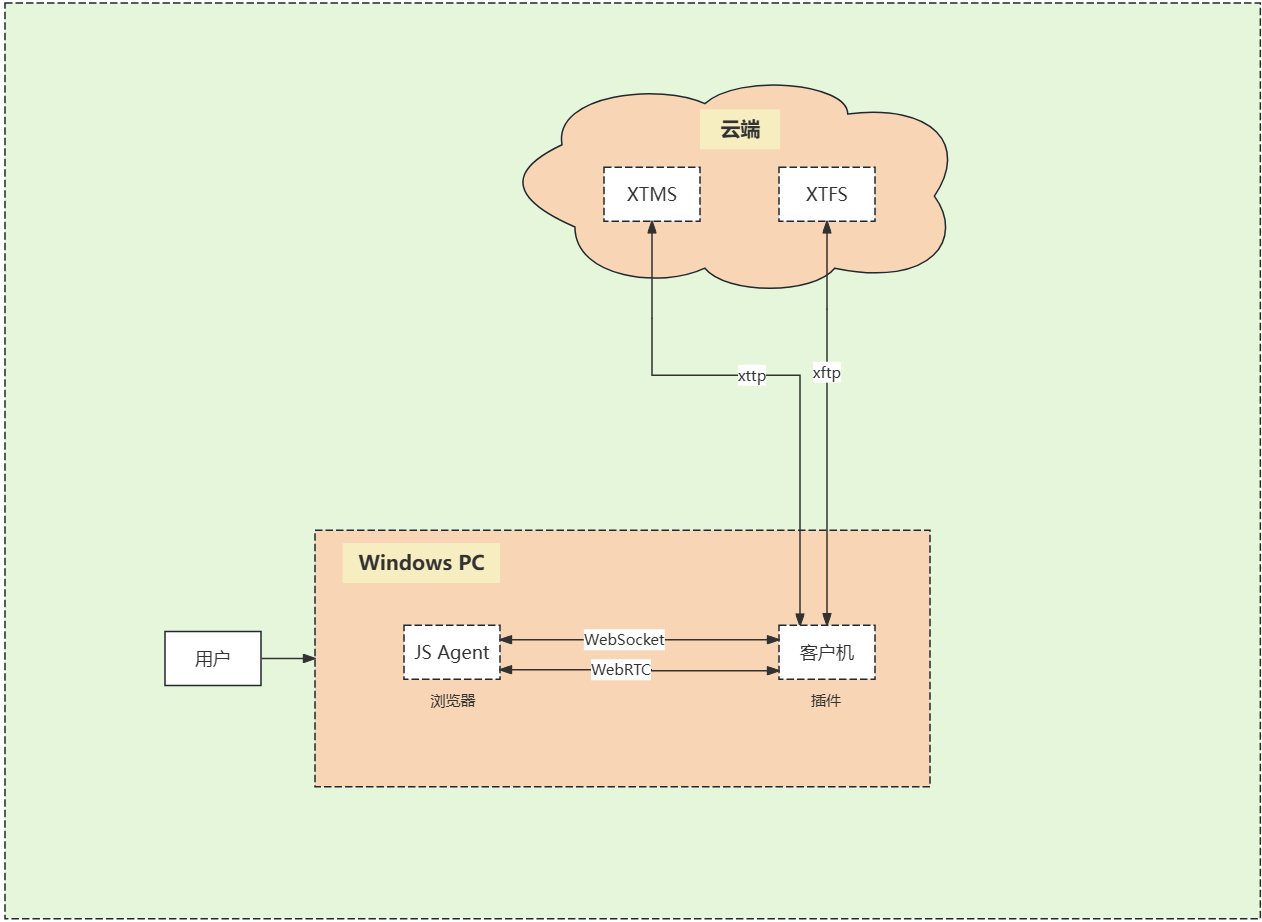 云端
XTMS
XTFS
xttp
xftp
Windows PC
用户
JS Agent
WebSocket
WebRTC
客户机
浏览器
插件